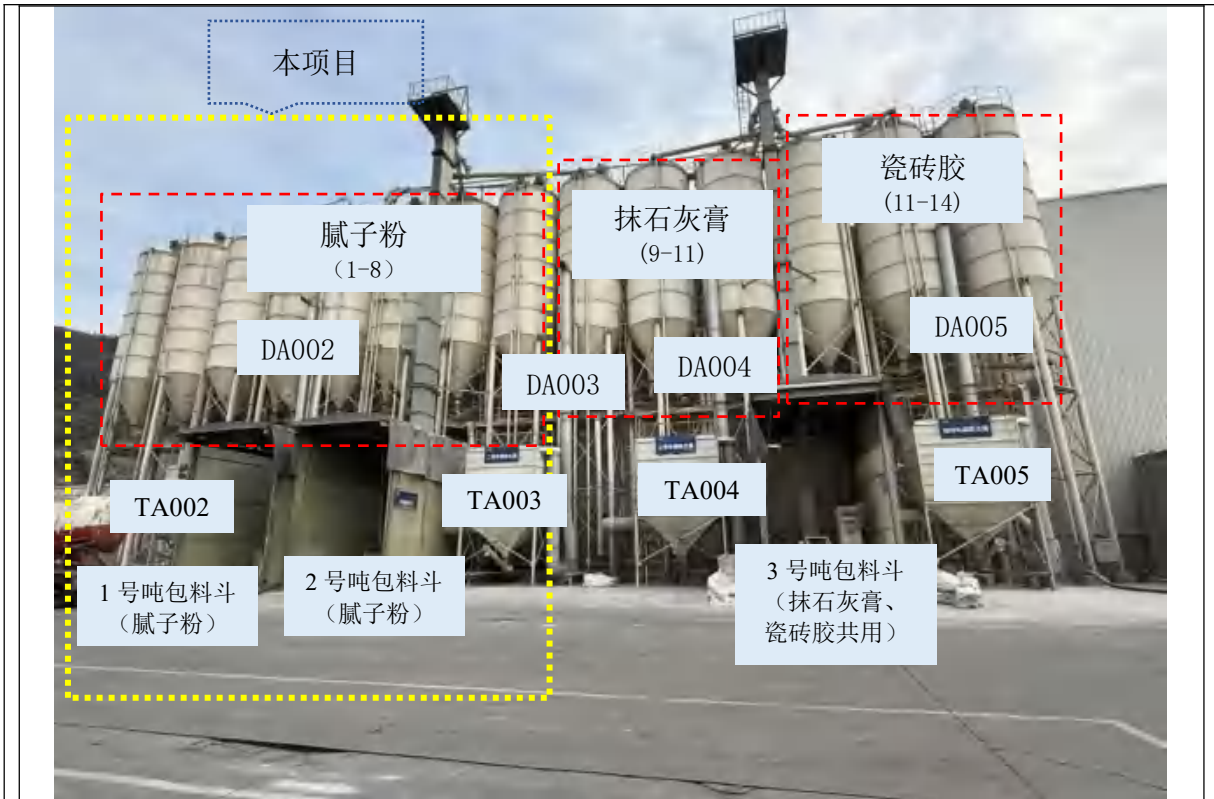 本项目
腻子粉
（1-8）
抹石灰膏
(9-11)
瓷砖胶
(11-14)
DA002
DA003
DA004
DA005
TA002
TA003
TA004
TA005
1 号吨包料斗
（腻子粉）
2 号吨包料斗
（腻子粉）
3 号吨包料斗
（抹石灰膏、
瓷砖胶共用）